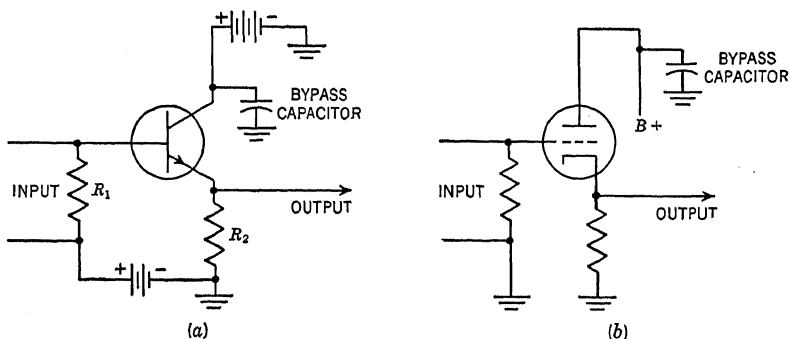 + -
BYPASS
CAPACITOR
INPUT
R1
OUTPUT
R2
+ -
(a)
BYPASS
CAPACITOR
B+
INPUT
OUTPUT
(b)